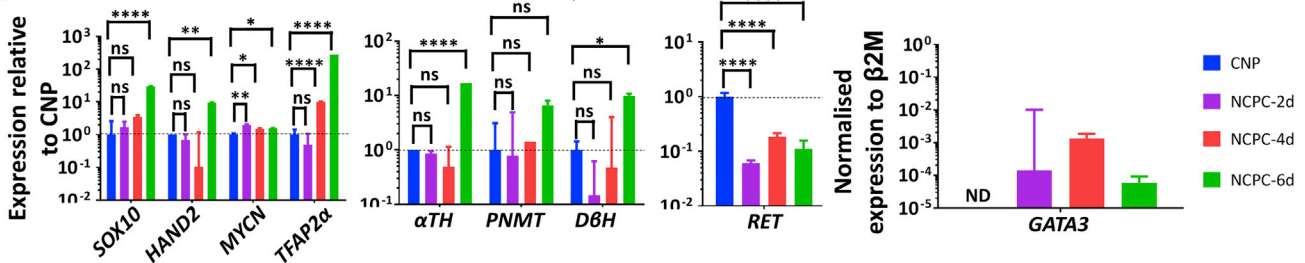 Expression relative
to CNP
10³
10²
10¹
10⁰
10⁻¹
10⁻²
**** ns ns
** ns ns
* * **
**** **** ns
SOX10 HAND2 MYCN TFAP2α
10²
10¹
10⁰
10⁻¹
**** ns ns
ns ns ns
* ns ns
αTH PNMT DβH
10¹
10⁰
10⁻¹
10⁻²
**** ****
RET
Normalised
expression to β2M
10⁰
10⁻¹
10⁻²
10⁻³
10⁻⁴
10⁻⁵
ND
GATA3
CNP
NCPC-2d
NCPC-4d
NCPC-6d